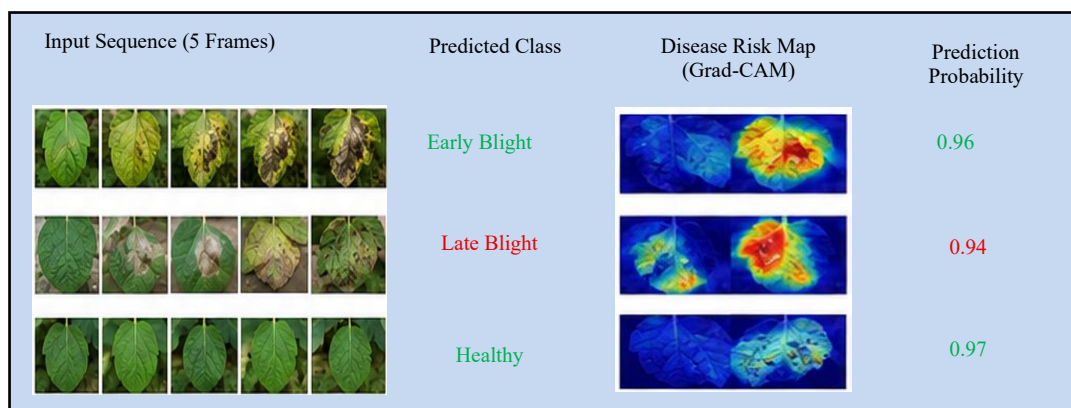 Input Sequence (5 Frames)
Predicted Class
Disease Risk Map
(Grad-CAM)
Prediction
Probability
Early Blight
0.96
Late Blight
0.94
Healthy
0.97